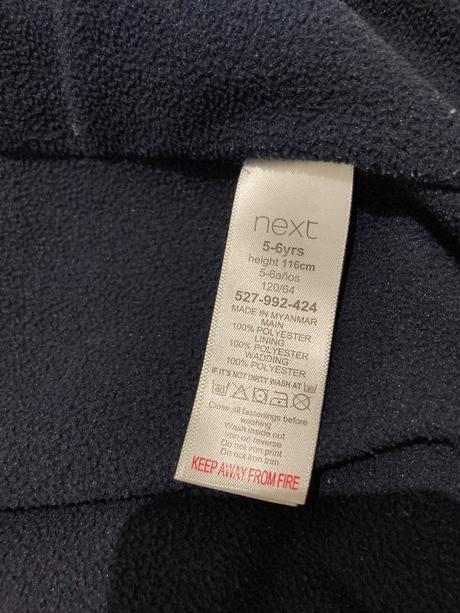 next
5-6yrs
height 116cm
5-6años
120/64
527-992-424
MADE IN MYANMAR
MAIN
100% POLYESTER
LINING
100% POLYESTER
WADDING
100% POLYESTER
IF IT'S NOT DIRTY WASH AT
Close all fastenings before
washing
Wash inside out
Iron on reverse
Do not iron print
Do not iron trim
KEEP AWAY FROM FIRE